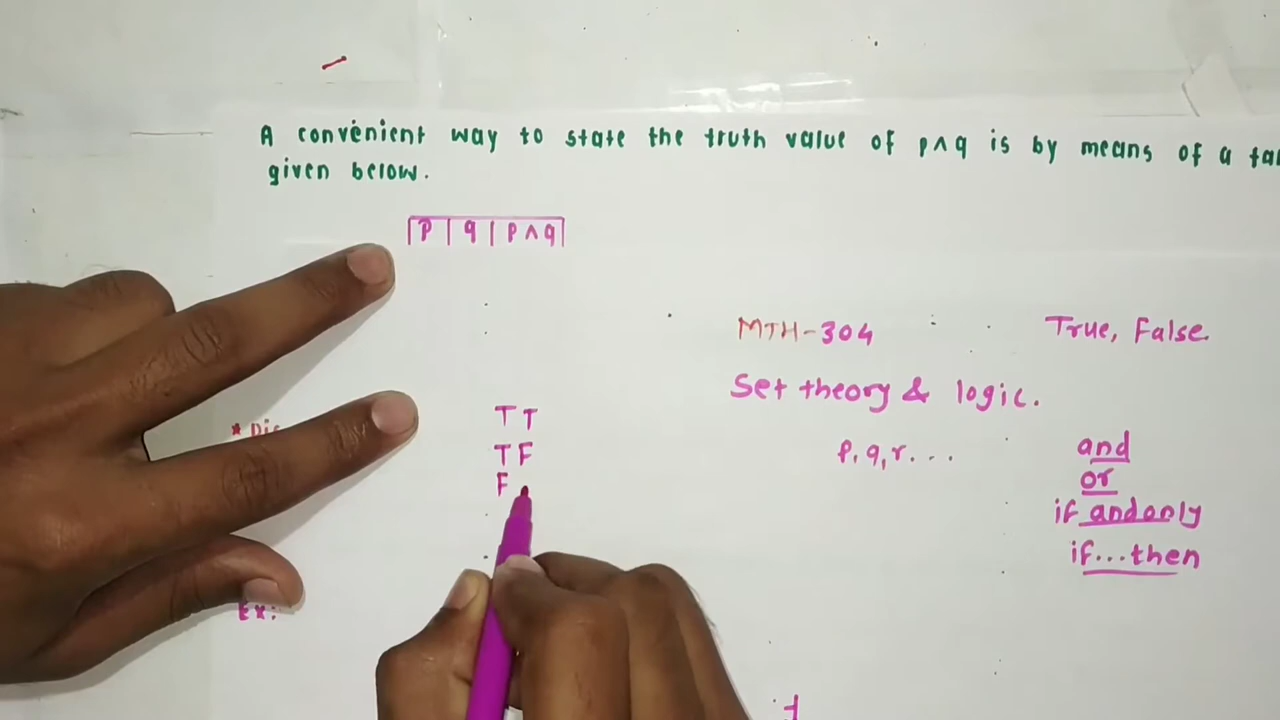 A convenient way to state the truth value of p∧q is by means of a
given below.
p | q | p∧q
MTH-304
True, False.
Set theory & logic.
T T
T F
F
p, q, r...
and
or
if and only
if...then
Ex: